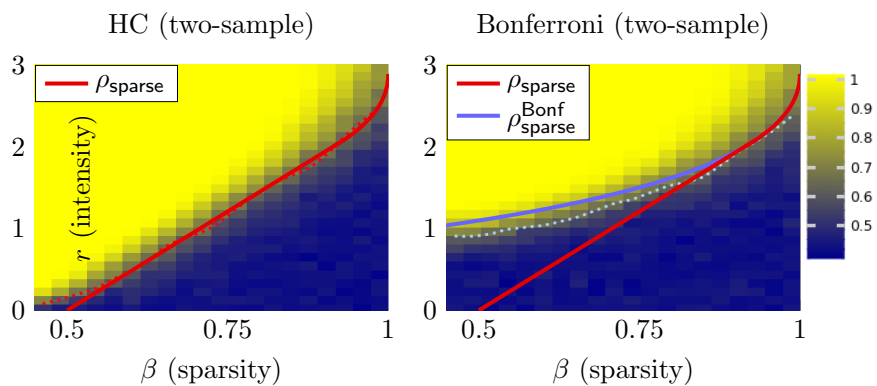 HC (two-sample)
ρsparse
r (intensity)
3
2
1
0
0.5 0.75 1
β (sparsity)
Bonferroni (two-sample)
ρsparse
ρ^Bonf_sparse
3
2
1
0
0.5 0.75 1
β (sparsity)
1
0.9
0.8
0.7
0.6
0.5